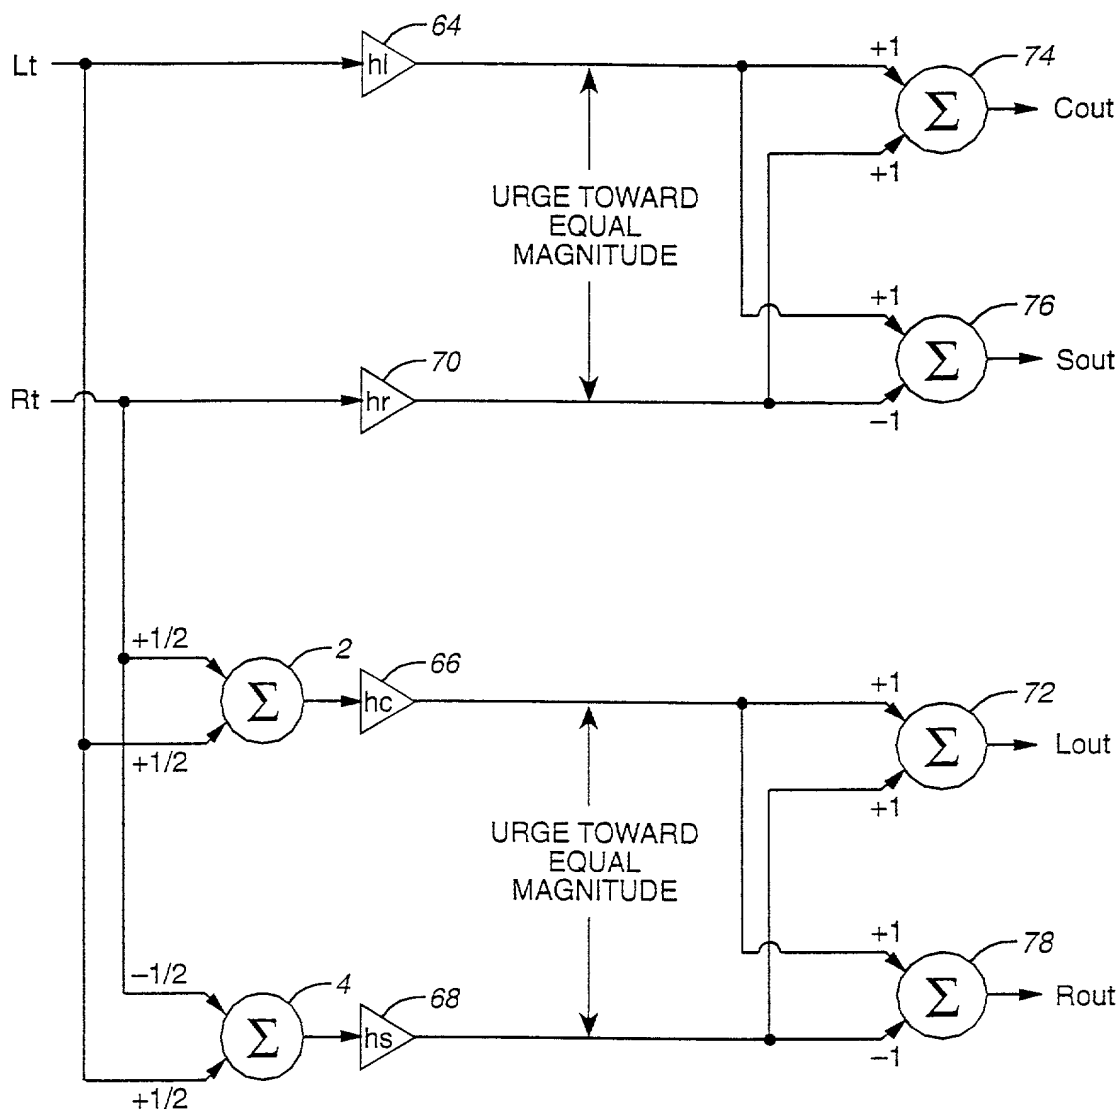 64
+1
74
Lt
hl
Σ
Cout
+1
URGE TOWARD
EQUAL
MAGNITUDE
+1
76
70
Σ
Sout
Rt
hr
−1
+1/2
2
66
+1
72
Σ
hc
Σ
Lout
+1/2
+1
URGE TOWARD
EQUAL
MAGNITUDE
+1
78
−1/2
4
68
Σ
Rout
Σ
hs
−1
+1/2